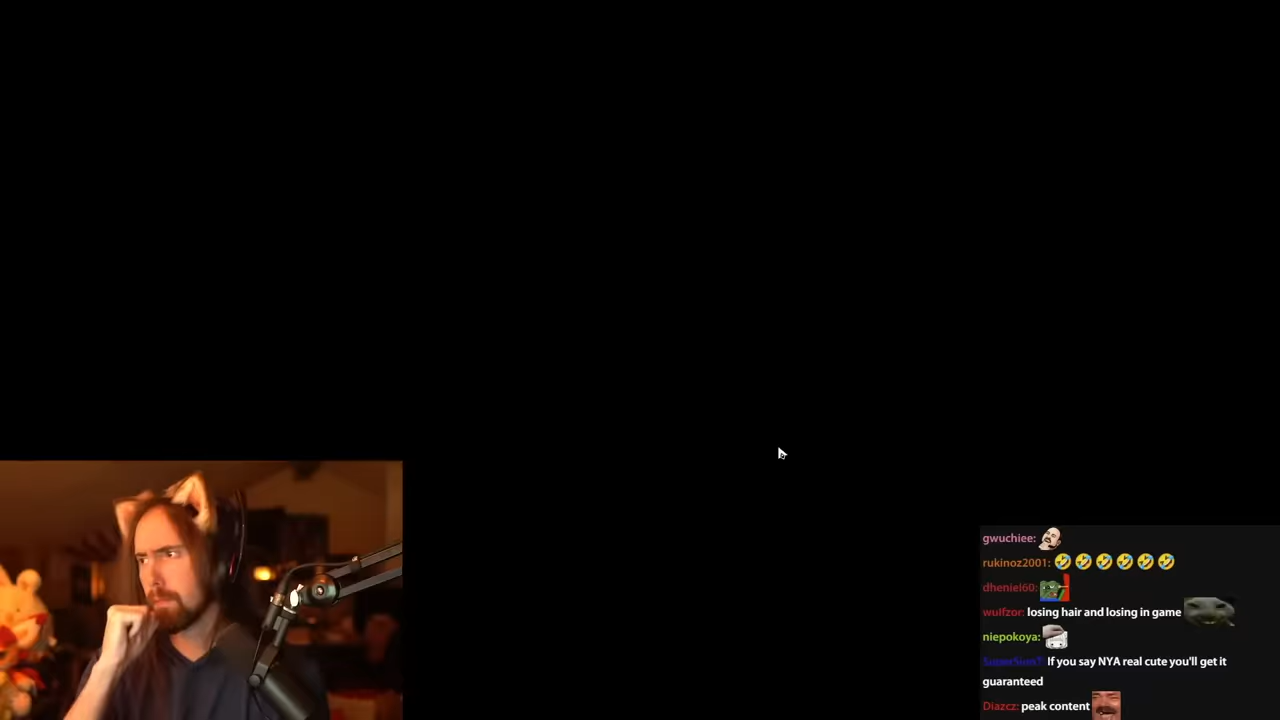 gwuchiee:
rukinoz2001: 🤣🤣🤣🤣🤣🤣
dheniel60:
wulfzor: losing hair and losing in game
niepokoya:
If you say NYA real cute you'll get it
guaranteed
Diazcz: peak content